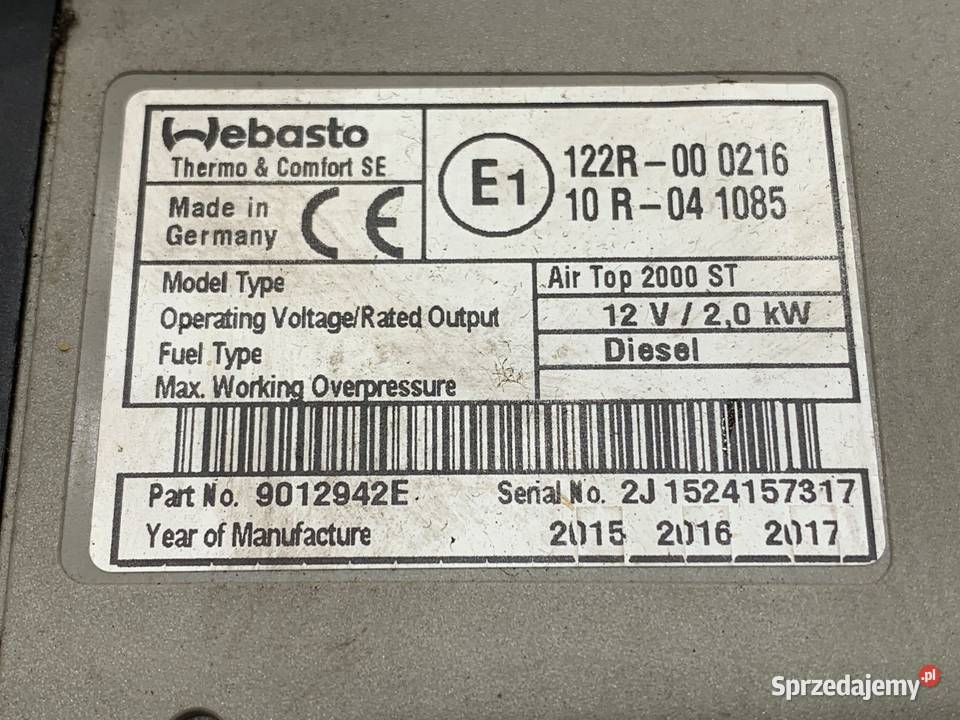 Webasto
Thermo & Comfort SE
Made in
Germany
CE
E1
122R-00 0216
10 R-04 1085
Model Type
Air Top 2000 ST
Operating Voltage/Rated Output
12 V / 2,0 kW
Fuel Type
Diesel
Max. Working Overpressure
Part No. 9012942E Serial No. 2J1524157317
Year of Manufacture 2015 2016 2017
Sprzedajemy.pl